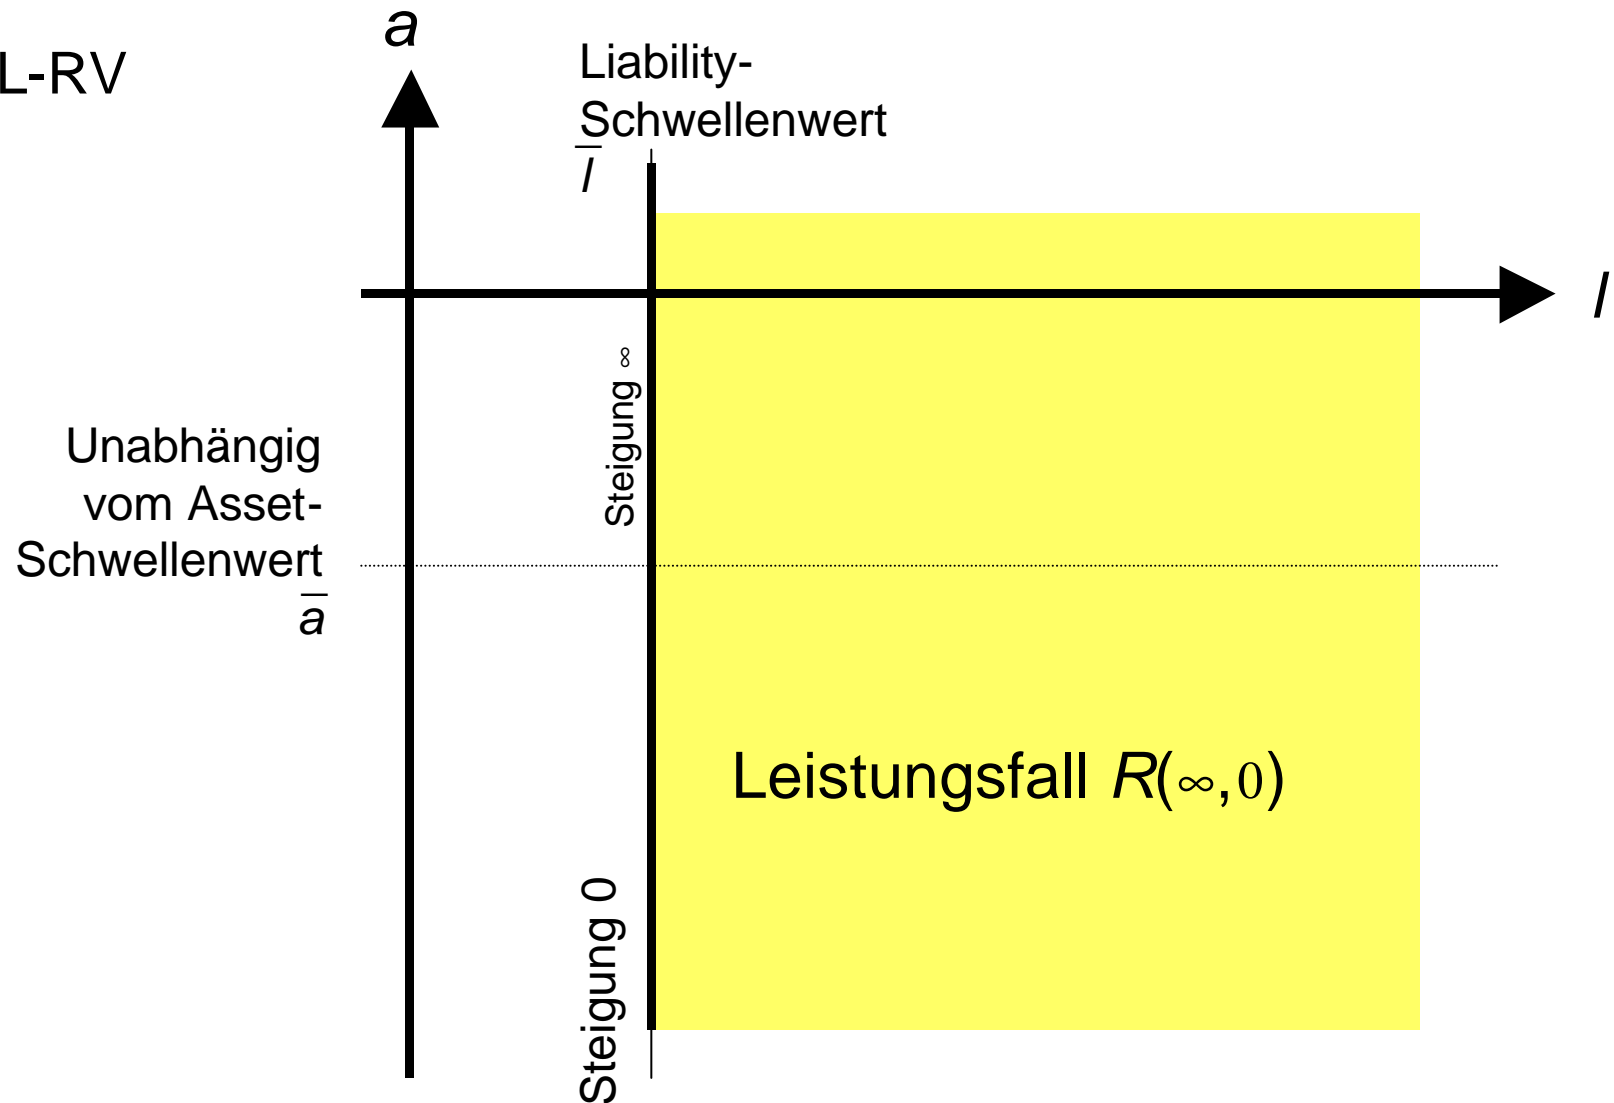 a
L-RV
Liability-
Schwellenwert
l̅
l
Steigung ∞
Unabhängig
vom Asset-
Schwellenwert
a̅
Leistungsfall R(∞,0)
Steigung 0